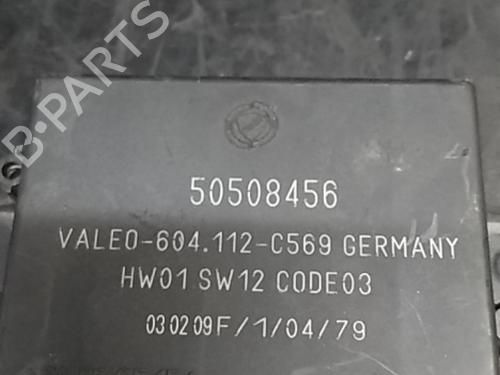 50508456
VALEO-604.112-C569 GERMANY
HW01 SW12 CODE03
030209F/1/04/79
B-PARTS